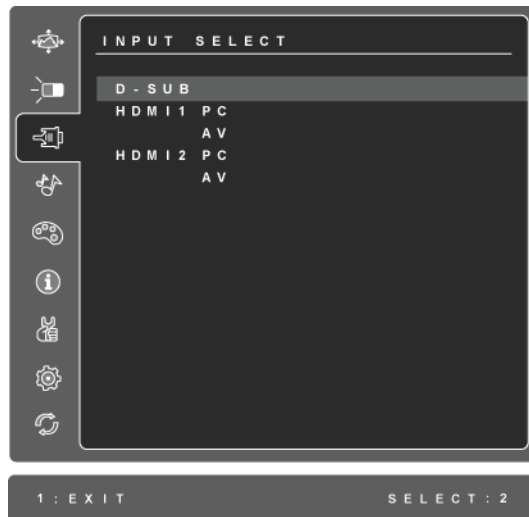 INPUT SELECT
D-SUB
HDMI1 PC
AV
HDMI2 PC
AV
1:EXIT SELECT:2